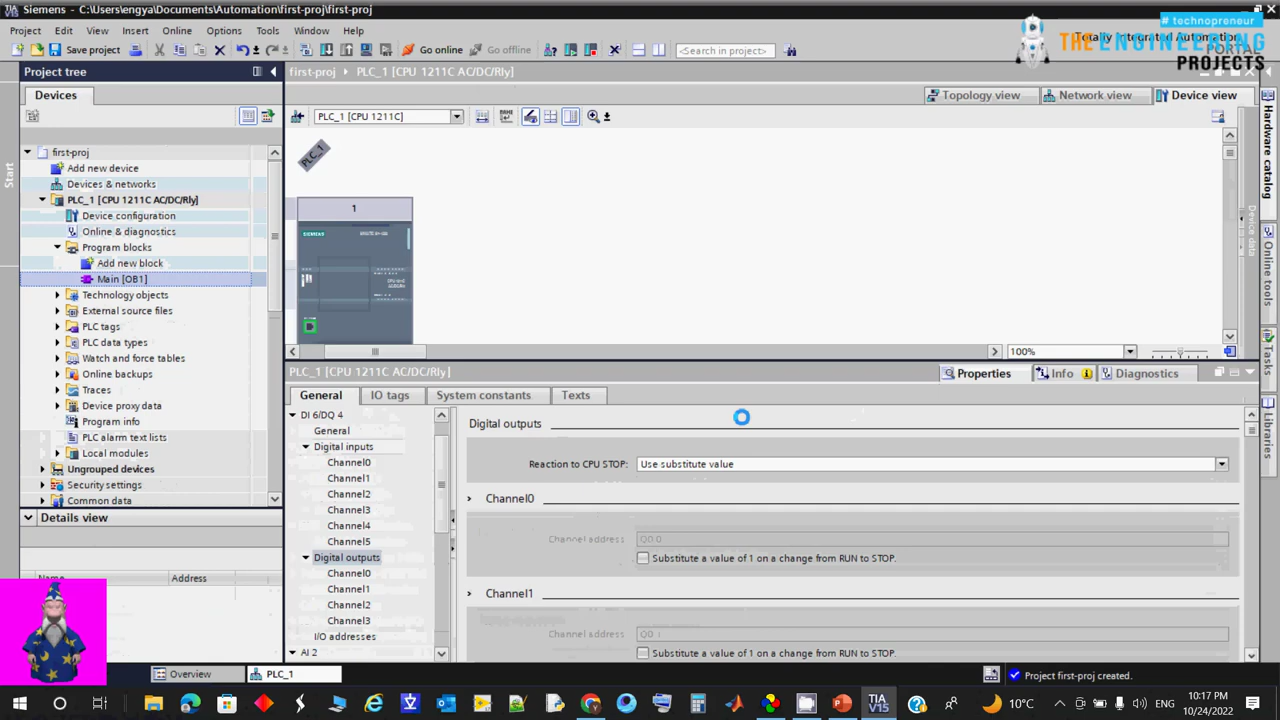 Siemens - C:\Users\engya\Documents\Automation\first-proj\first-proj
# technopreneur
Project Edit View Insert Online Options Tools Window Help
Totally Integrated Automation
PORTAL
THE ENGINEERING
PROJECTS
Save project
Go online
Go offline
<Search in project>
Project tree
first-proj PLC_1 [CPU 1211C AC/DC/Rly]
Devices
Topology view
Network view
Device view
PLC_1 [CPU 1211C]
first-proj
Add new device
Devices & networks
PLC_1 [CPU 1211C AC/DC/Rly]
Device configuration
Online & diagnostics
Program blocks
Add new block
Main [OB1]
Technology objects
External source files
PLC tags
PLC data types
Watch and force tables
Online backups
Traces
Device proxy data
Program info
PLC alarm text lists
Local modules
Ungrouped devices
Security settings
Common data
Details view
Name Address
PLC_1
1
SIEMENS
100%
Start
Device data
Hardware catalog
Online tools
Tasks
Libraries
PLC_1 [CPU 1211C AC/DC/Rly]
Properties
Info
Diagnostics
General
IO tags
System constants
Texts
DI 6/DQ 4
General
Digital inputs
Channel0
Channel1
Channel2
Channel3
Channel4
Channel5
Digital outputs
Channel0
Channel1
Channel2
Channel3
I/O addresses
AI 2
Digital outputs
Reaction to CPU STOP: Use substitute value
Channel0
Channel address Q0.0
Substitute a value of 1 on a change from RUN to STOP.
Channel1
Channel address
Substitute a value of 1 on a change from RUN to STOP.
Overview
PLC_1
Project first-proj created.
TIA
V15
10°C
ENG
10:17 PM
10/24/2022